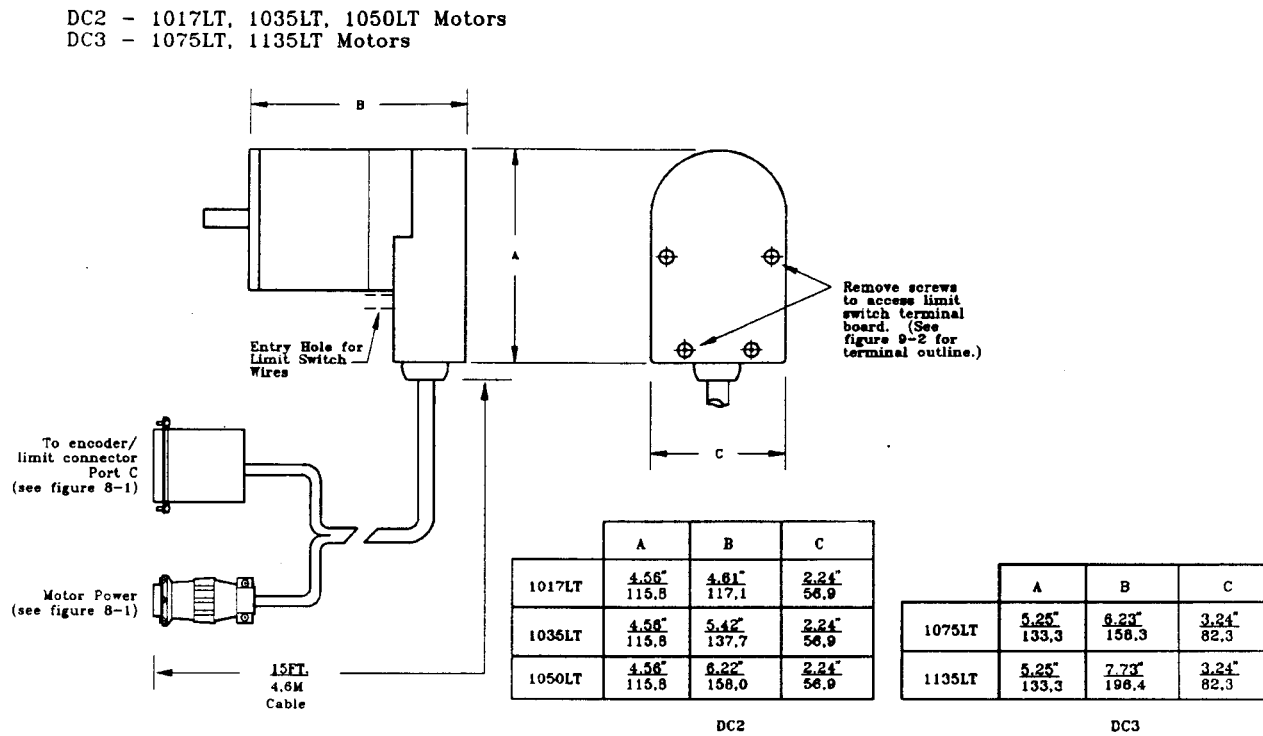 DC2 - 1017LT, 1035LT, 1050LT Motors
DC3 - 1075LT, 1135LT Motors
B
A
Remove screws
to access limit
switch terminal
board. (See
figure 9-2 for
terminal outline.)
Entry Hole for
Limit Switch
Wires
C
To encoder/
limit connector
Port C
(see figure 8-1)
Motor Power
(see figure 8-1)
15FT.
4.6M
Cable
A B C
1017LT 4.56" 4.61" 2.24"
115,8 117,1 56,9
1035LT 4.56" 5.42" 2.24"
115,8 137,7 56,9
1050LT 4.56" 6.22" 2.24"
115,8 158,0 56,9
DC2
A B C
1075LT 5.25" 6.23" 3.24"
133,3 158,3 82,3
1135LT 5.25" 7.73" 3.24"
133,3 196,4 82,3
DC3